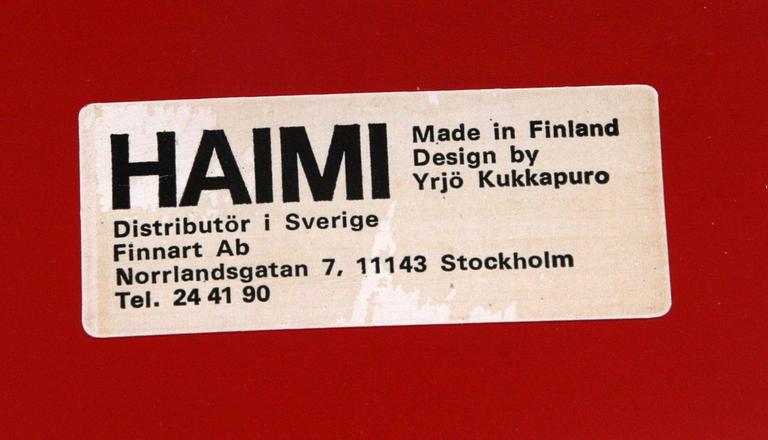 HAIMI
Made in Finland
Design by
Yrjö Kukkapuro
Distributör i Sverige
Finnart Ab
Norrlandsgatan 7, 11143 Stockholm
Tel. 24 41 90